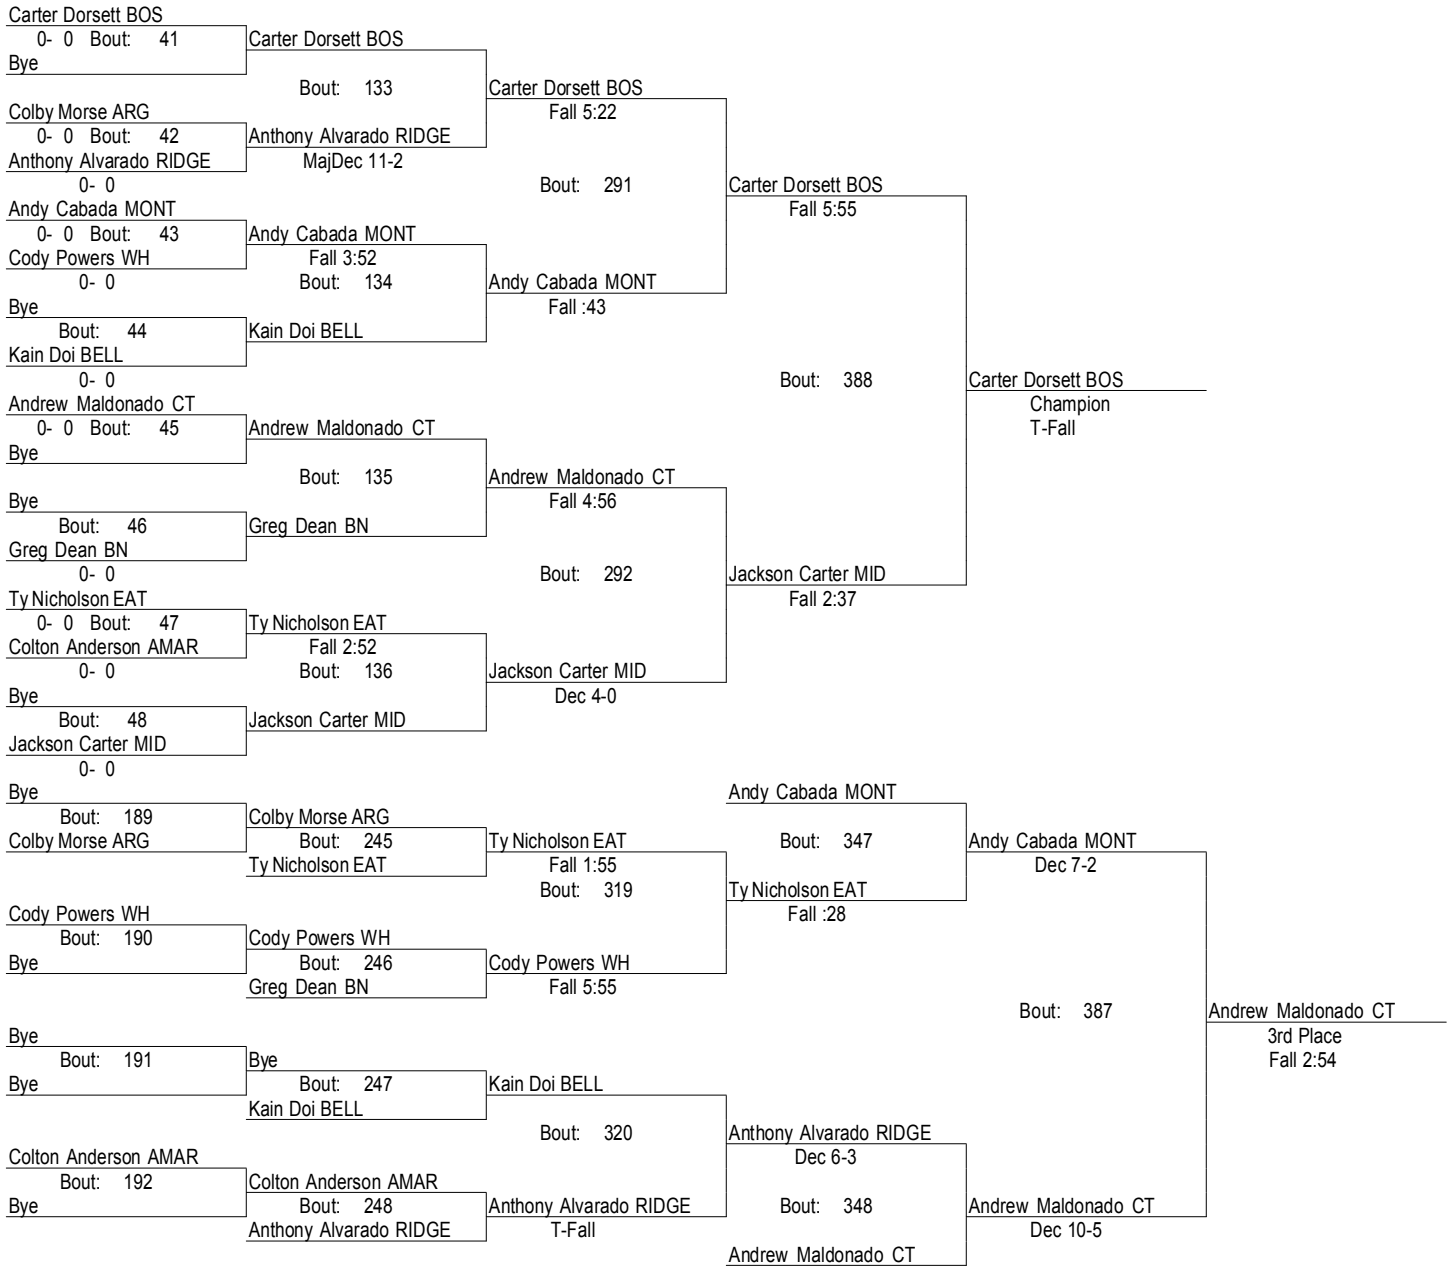 Carter Dorsett BOS
0- 0 Bout: 41 Carter Dorsett BOS
Bye
Bout: 133 Carter Dorsett BOS
Colby Morse ARG Fall 5:22
0- 0 Bout: 42 Anthony Alvarado RIDGE
Anthony Alvarado RIDGE MajDec 11-2
0- 0 Bout: 291 Carter Dorsett BOS
Andy Cabada MONT Fall 5:55
0- 0 Bout: 43 Andy Cabada MONT
Cody Powers WH Fall 3:52
0- 0 Bout: 134 Andy Cabada MONT
Bye Fall :43
Bout: 44 Kain Doi BELL
Kain Doi BELL
0- 0 Bout: 388 Carter Dorsett BOS
Andrew Maldonado CT Champion
0- 0 Bout: 45 Andrew Maldonado CT T-Fall
Bye
Bout: 135 Andrew Maldonado CT
Bye Fall 4:56
Bout: 46 Greg Dean BN
Greg Dean BN
0- 0 Bout: 292 Jackson Carter MID
Ty Nicholson EAT Fall 2:37
0- 0 Bout: 47 Ty Nicholson EAT
Colton Anderson AMAR Fall 2:52
0- 0 Bout: 136 Jackson Carter MID
Bye Dec 4-0
Bout: 48 Jackson Carter MID
Jackson Carter MID
0- 0
Bye Andy Cabada MONT
Bout: 189 Colby Morse ARG
Colby Morse ARG Bout: 245 Ty Nicholson EAT Bout: 347 Andy Cabada MONT
Ty Nicholson EAT Fall 1:55 Dec 7-2
Bout: 319 Ty Nicholson EAT
Cody Powers WH Fall :28
Bout: 190 Cody Powers WH
Bye Bout: 246 Cody Powers WH
Greg Dean BN Fall 5:55
Bout: 387 Andrew Maldonado CT
Bye 3rd Place
Bout: 191 Bye Fall 2:54
Bye Bout: 247 Kain Doi BELL
Kain Doi BELL
Bout: 320 Anthony Alvarado RIDGE
Colton Anderson AMAR Dec 6-3
Bout: 192 Colton Anderson AMAR
Bye Bout: 248 Anthony Alvarado RIDGE Bout: 348 Andrew Maldonado CT
Anthony Alvarado RIDGE T-Fall Dec 10-5
Andrew Maldonado CT